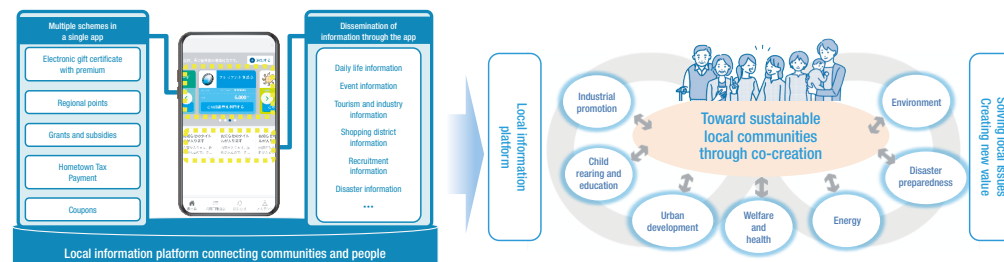 Multiple schemes in
a single app
Electronic gift certificate
with premium
Regional points
Grants and subsidies
Hometown Tax
Payment
Coupons
Dissemination of
information through the app
Daily life information
Event information
Tourism and industry
information
Shopping district
information
Recruitment
information
Disaster information
...
Local information platform connecting communities and people
Local information
platform
Industrial
promotion
Child
rearing and
education
Urban
development
Welfare
and
health
Energy
Disaster
preparedness
Environment
Toward sustainable
local communities
through co-creation
Solving local issues
Creating new value